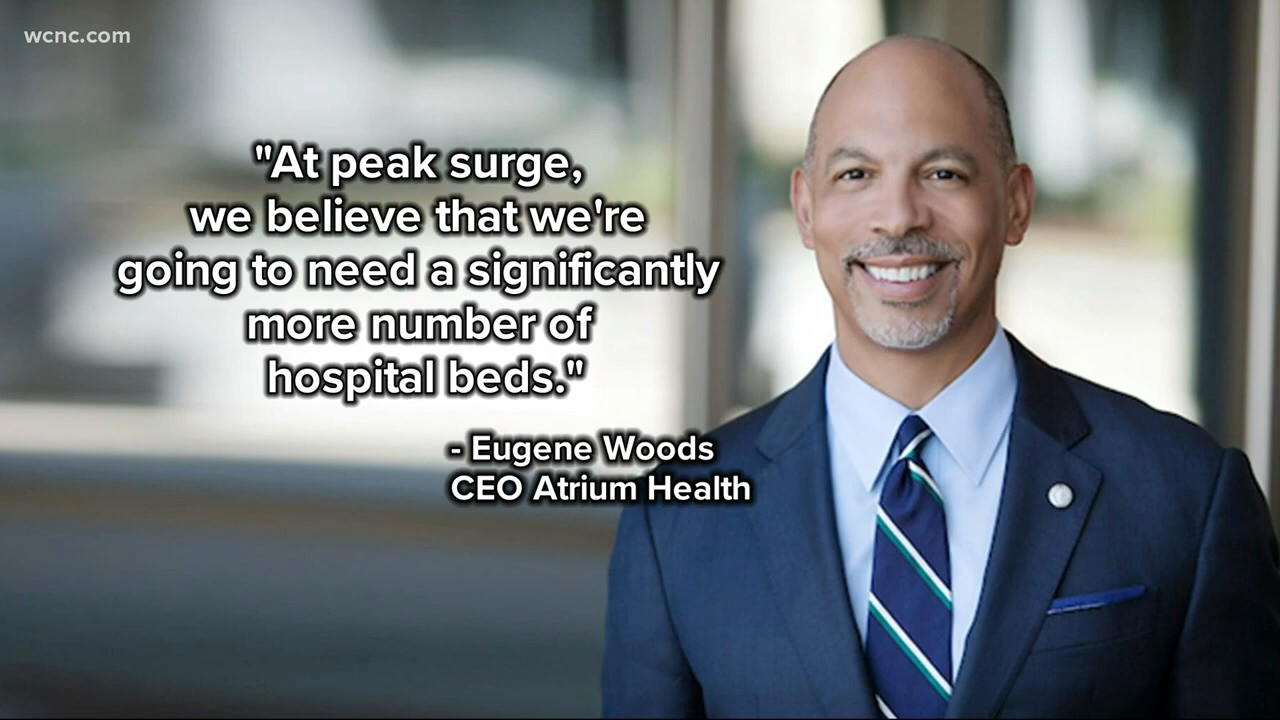 wcnc.com
"At peak surge,
we believe that we're
going to need a significantly
more number of
hospital beds."
- Eugene Woods
CEO Atrium Health